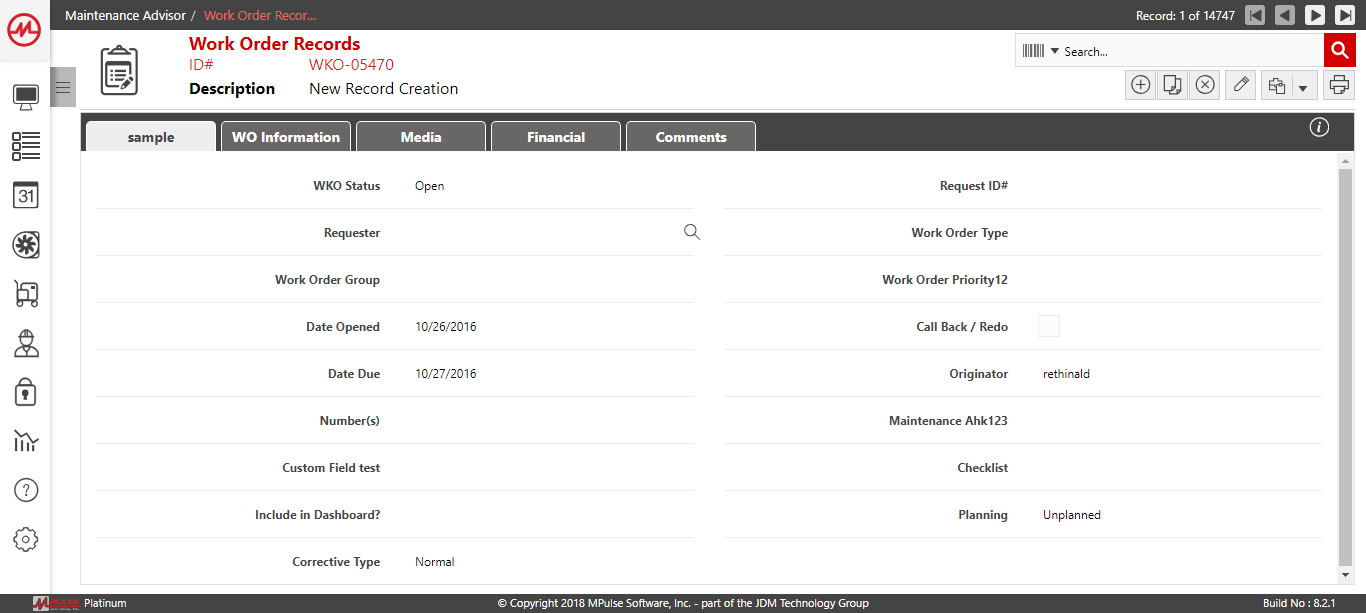 Maintenance Advisor / Work Order Recor...
Record: 1 of 14747
Work Order Records
ID# WKO-05470
Description New Record Creation
Search...
sample WO Information Media Financial Comments
WKO Status Open Request ID#
Requester Work Order Type
Work Order Group Work Order Priority12
Date Opened 10/26/2016 Call Back / Redo
Date Due 10/27/2016 Originator rethinald
Number(s) Maintenance Ahk123
Custom Field test Checklist
Include in Dashboard? Planning Unplanned
Corrective Type Normal
31
?
MPULSE Platinum © Copyright 2018 MPulse Software, Inc. - part of the JDM Technology Group Build No : 8.2.1